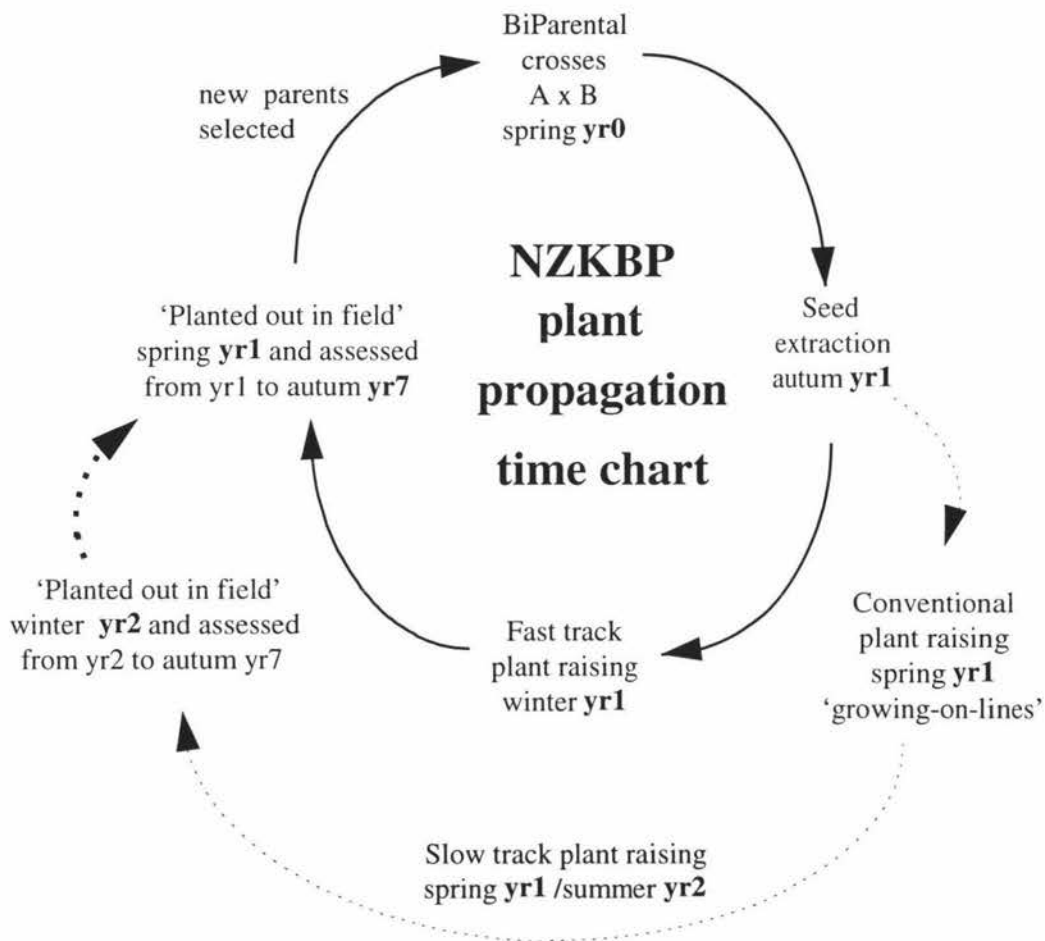 BiParental
crosses
A x B
spring yr0
new parents
selected
NZKBP
plant
propagation
time chart
Seed
extraction
autum yr1
'Planted out in field'
spring yr1 and assessed
from yr1 to autum yr7
Conventional
plant raising
spring yr1
'growing-on-lines'
Fast track
plant raising
winter yr1
'Planted out in field'
winter yr2 and assessed
from yr2 to autum yr7
Slow track plant raising
spring yr1 /summer yr2